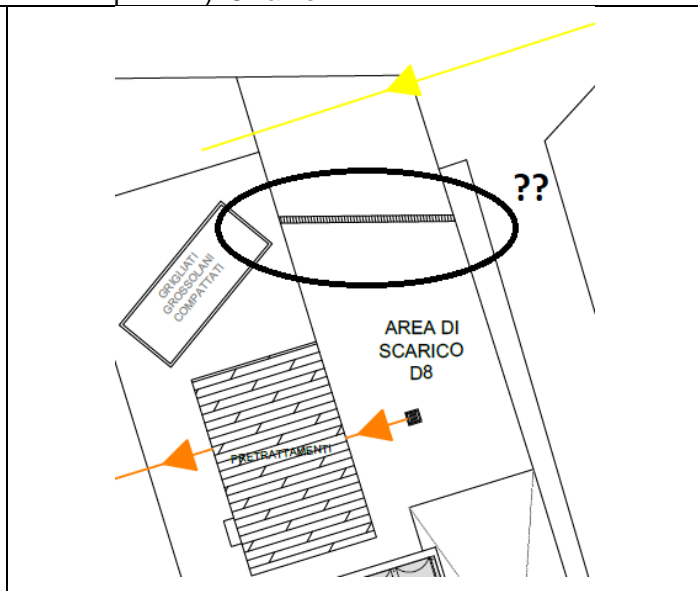 ??
GRIGLIATI
GROSSOLANI
COMPATTATI
AREA DI
SCARICO
D8
PRETRATTAMENTI